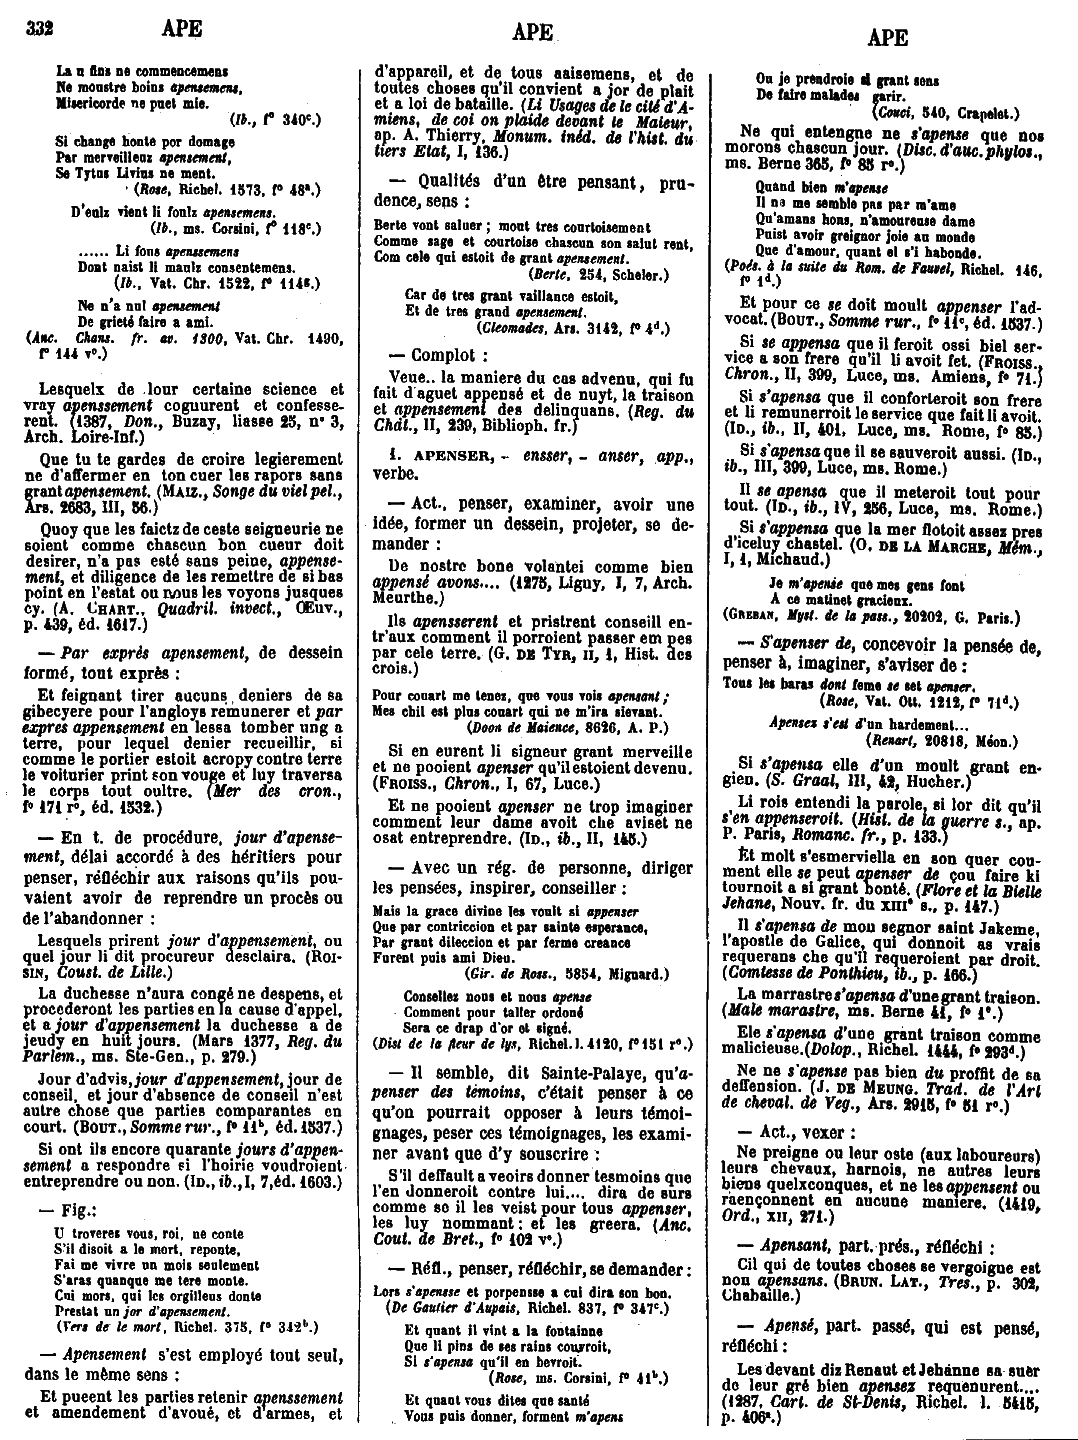 332 APE
La u fins ne commencemens
Ne monstre boins apensemens,
Misericorde ne puet mie.
(Ib., f° 340c.)
Si change honte por domage
Par merveilleuz apensement,
Se Tytus Livius ne ment.
(Rose, Richel. 1573, f° 48a.)
D'eulz vient li foulz apensemens.
(Ib., ms. Corsini, f° 118c.)
...... Li fons apenssemens
Dont naist li maulz consentemens.
(Ib., Vat. Chr. 1522, f° 114a.)
Ne n'a nul apensement
De grieté faire a ami.
(Anc. Chans. fr. av. 1300, Vat. Chr. 1490,
f° 144 v°.)
Lesquelx de lour certaine science et
vray apenssement cognurent et confesse-
rent. (1387, Don., Buzay, liasse 25, n° 3,
Arch. Loire-Inf.)
Que tu te gardes de croire legierement
ne d'affermer en ton cuer les rapors sans
grant apensement. (MAIZ., Songe du viel pel.,
Ars. 2683, III, 56.)
Quoy que les faictz de ceste seigneurie ne
soient comme chascun bon cueur doit
desirer, n'a pas esté sans peine, appense-
ment, et diligence de les remettre de si bas
point en l'estat ou nous les voyons jusques
cy. (A. CHART., Quadril. invect., Œuv.,
p. 439, éd. 1617.)
— Par exprès apensement, de dessein
formé, tout exprès :
Et feignant tirer aucuns deniers de sa
gibecyere pour l'angloys remunerer et par
expres appensement en lessa tomber ung a
terre, pour lequel denier recueillir, si
comme le portier estoit acropy contre terre
le voiturier print son vouge et luy traversa
le corps tout oultre. (Mer des cron.,
f° 171 r°, éd. 1532.)
— En t. de procédure, jour d'apense-
ment, délai accordé à des héritiers pour
penser, réfléchir aux raisons qu'ils pou-
vaient avoir de reprendre un procès ou
de l'abandonner :
Lesquels prirent jour d'appensement, ou
quel jour li dit procureur desclaira. (ROI-
SIN, Coust. de Lille.)
La duchesse n'aura congé ne despens, et
procederont les parties en la cause d'appel,
et a jour d'appensement la duchesse a de
jeudy en huit jours. (Mars 1377, Reg. du
Parlem., ms. Ste-Gen., p. 279.)
Jour d'advis, jour d'appensement, jour de
conseil, et jour d'absence de conseil n'est
autre chose que parties comparantes en
court. (BOUT., Somme rur., f° 11b, éd. 1537.)
Si ont ils encore quarante jours d'appen-
sement a respondre si l'hoirie voudroient
entreprendre ou non. (ID., ib., I, 7, éd. 1603.)
— Fig.:
U troveres vous, roi, ne conte
S'il disoit a le mort, reponte,
Fai me vivre un mois seulement
S'aras quanque me tere monte.
Cui mors, qui les orgilleus donte
Prestat un jor d'apensement.
(Vers de le mort, Richel. 375, f° 342b.)
— Apensement s'est employé tout seul,
dans le même sens :
Et pueent les parties retenir apenssement
et amendement d'avoué, et d'armes, et
APE
d'appareil, et de tous aaisemens, et de
toutes choses qu'il convient a jor de plait
et a loi de bataille. (Li Usages de le cité d'A-
miens, de coi on plaide devant le Maieur,
ap. A. Thierry, Monum. inéd. de l'hist. du
tiers Etat, I, 136.)
— Qualités d'un être pensant, pru-
dence, sens :
Berte vont saluer ; mout tres courtoisement
Comme sage et courtoise chascun son salut rent,
Com cele qui estoit de grant apensement.
(Berte, 254, Scheler.)
Car de tres grant vaillance estoit,
Et de tres grand apensement.
(Cleomades, Ars. 3142, f° 4d.)
— Complot :
Veue.. la maniere du cas advenu, qui fu
fait d'aguet appensé et de nuyt, la traison
et appensement des delinquans. (Reg. du
Chât., II, 239, Biblioph. fr.)
1. APENSER, - ensser, - anser, app.,
verbe.
— Act., penser, examiner, avoir une
idée, former un dessein, projeter, se de-
mander :
De nostre bone volantei comme bien
appensé avons.... (1275, Ligny, I, 7, Arch.
Meurthe.)
Ils apensserent et pristrent conseill en-
tr'aux comment il porroient passer em pes
par cele terre. (G. DE TYR, II, 1, Hist. des
crois.)
Pour couart me tenez, que vous vois apensant ;
Mes chil est plus couart qui ne m'ira sievant.
(Doon de Maience, 8626, A. P.)
Si en eurent li signeur grant merveille
et ne pooient apenser qu'il estoient devenu.
(FROISS., Chron., I, 67, Luce.)
Et ne pooient apenser ne trop imaginer
comment leur dame avoit che aviset ne
osat entreprendre. (ID., ib., II, 145.)
— Avec un rég. de personne, diriger
les pensées, inspirer, conseiller :
Mais la grace divine les voult si appenser
Que par contriccion et par sainte esperance,
Par grant dileccion et par ferme creance
Furent puis ami Dieu.
(Gir. de Ross., 5854, Mignard.)
Conseilez nous et nous apense
Comment pour taller ordoné
Sera ce drap d'or et signé.
(Dist de la fleur de lys, Richel. l. 4120, f° 151 r°.)
— Il semble, dit Sainte-Palaye, qu'a-
penser des témoins, c'était penser à ce
qu'on pourrait opposer à leurs témoi-
gnages, peser ces témoignages, les exami-
ner avant que d'y souscrire :
S'il deffault a veoirs donner tesmoins que
l'en donneroit contre lui.... dira de surs
comme so il les veist pour tous apenser,
les luy nommant : et les greera. (Anc.
Cout. de Bret., f° 102 v°.)
— Réfl., penser, réfléchir, se demander :
Lors s'apensse et porpensse a cui dira son bon.
(De Gautier d'Aupais, Richel. 837, f° 347c.)
Et quant il vint a la fontainne
Que li pins de ses rains couvroit,
Si s'apensa qu'il en bevroit.
(Rose, ms. Corsini, f° 41b.)
Et quant vous dites que santé
Vous puis donner, forment m'apens
APE
Ou je prendroie si grant sens
De faire malades garir.
(Couci, 540, Crapelet.)
Ne qui entengne ne s'apense que nos
morons chascun jour. (Disc. d'auc. phylos.,
ms. Berne 365, f° 85 r°.)
Quand bien m'apense
Il ne me semble pas par m'ame
Qu'amans hons, n'amoureuse dame
Puist avoir greignor joie au monde
Que d'amour, quant el s'i habonde.
(Poés. à la suite du Rom. de Fauvel, Richel. 146,
f° 1d.)
Et pour ce se doit moult appenser l'ad-
vocat. (BOUT., Somme rur., f° 11c, éd. 1537.)
Si se appensa que il feroit ossi biel ser-
vice a son frere qu'il li avoit fet. (FROISS.,
Chron., II, 399, Luce, ms. Amiens, f° 71.)
Si s'apensa que il conforteroit son frere
et li remunerroit le service que fait li avoit.
(ID., ib., II, 401, Luce, ms. Rome, f° 85.)
Si s'apensa que il se sauveroit aussi. (ID.,
ib., III, 399, Luce, ms. Rome.)
Il se apensa que il meteroit tout pour
tout. (ID., ib., IV, 256, Luce, ms. Rome.)
Si s'appensa que la mer flotoit assez pres
d'iceluy chastel. (O. DE LA MARCHE, Mém.,
I, 1, Michaud.)
Je m'apense que mes gens font
A ce matinet gracieux.
(GREBAN, Myst. de la pass., 20202, G. Paris.)
— S'apenser de, concevoir la pensée de,
penser à, imaginer, s'aviser de :
Tous les baras dont feme se set apenser.
(Rose, Vat. Ott. 1212, f° 71d.)
Apenses s'est d'un hardement...
(Renart, 20818, Méon.)
Si s'apensa elle d'un moult grant en-
gien. (S. Graal, III, 42, Hucher.)
Li rois entendi la parole, si lor dit qu'il
s'en appenseroit. (Hist. de la guerre s., ap.
P. Paris, Romanc. fr., p. 133.)
Et molt s'esmerviella en son quer cou-
ment elle se peut apenser de çou faire ki
tournoit a si grant bonté. (Flore et la Bielle
Jehane, Nouv. fr. du XIIIe s., p. 147.)
Il s'apensa de mon segnor saint Jakeme,
l'apostle de Galice, qui donnoit as vrais
requerans che qu'il requeroient par droit.
(Comtesse de Ponthieu, ib., p. 166.)
La marrastre s'apensa d'une grant traison.
(Male marastre, ms. Berne 41, f° 1c.)
Ele s'apensa d'une grant traison comme
malicieuse. (Dolop., Richel. 1444, f° 293d.)
Ne ne s'apense pas bien du proffit de sa
deffension. (J. DE MEUNG. Trad. de l'Art
de cheval. de Veg., Ars. 2915, f° 51 r°.)
— Act., vexer :
Ne preigne ou leur oste (aux laboureurs)
leurs chevaux, harnois, ne autres leurs
biens quelxconques, et ne les appensent ou
raençonnent en aucune maniere. (1419,
Ord., XII, 271.)
— Apensant, part. prés., réfléchi :
Cil qui de toutes choses se vergoigne est
non apensans. (BRUN. LAT., Tres., p. 302,
Chabaille.)
— Apensé, part. passé, qui est pensé,
réfléchi :
Les devant diz Renaut et Jehanne sa suer
de leur gré bien apensez requenurent....
(1287, Cart. de St-Denis, Richel. l. 5415,
p. 406a.)